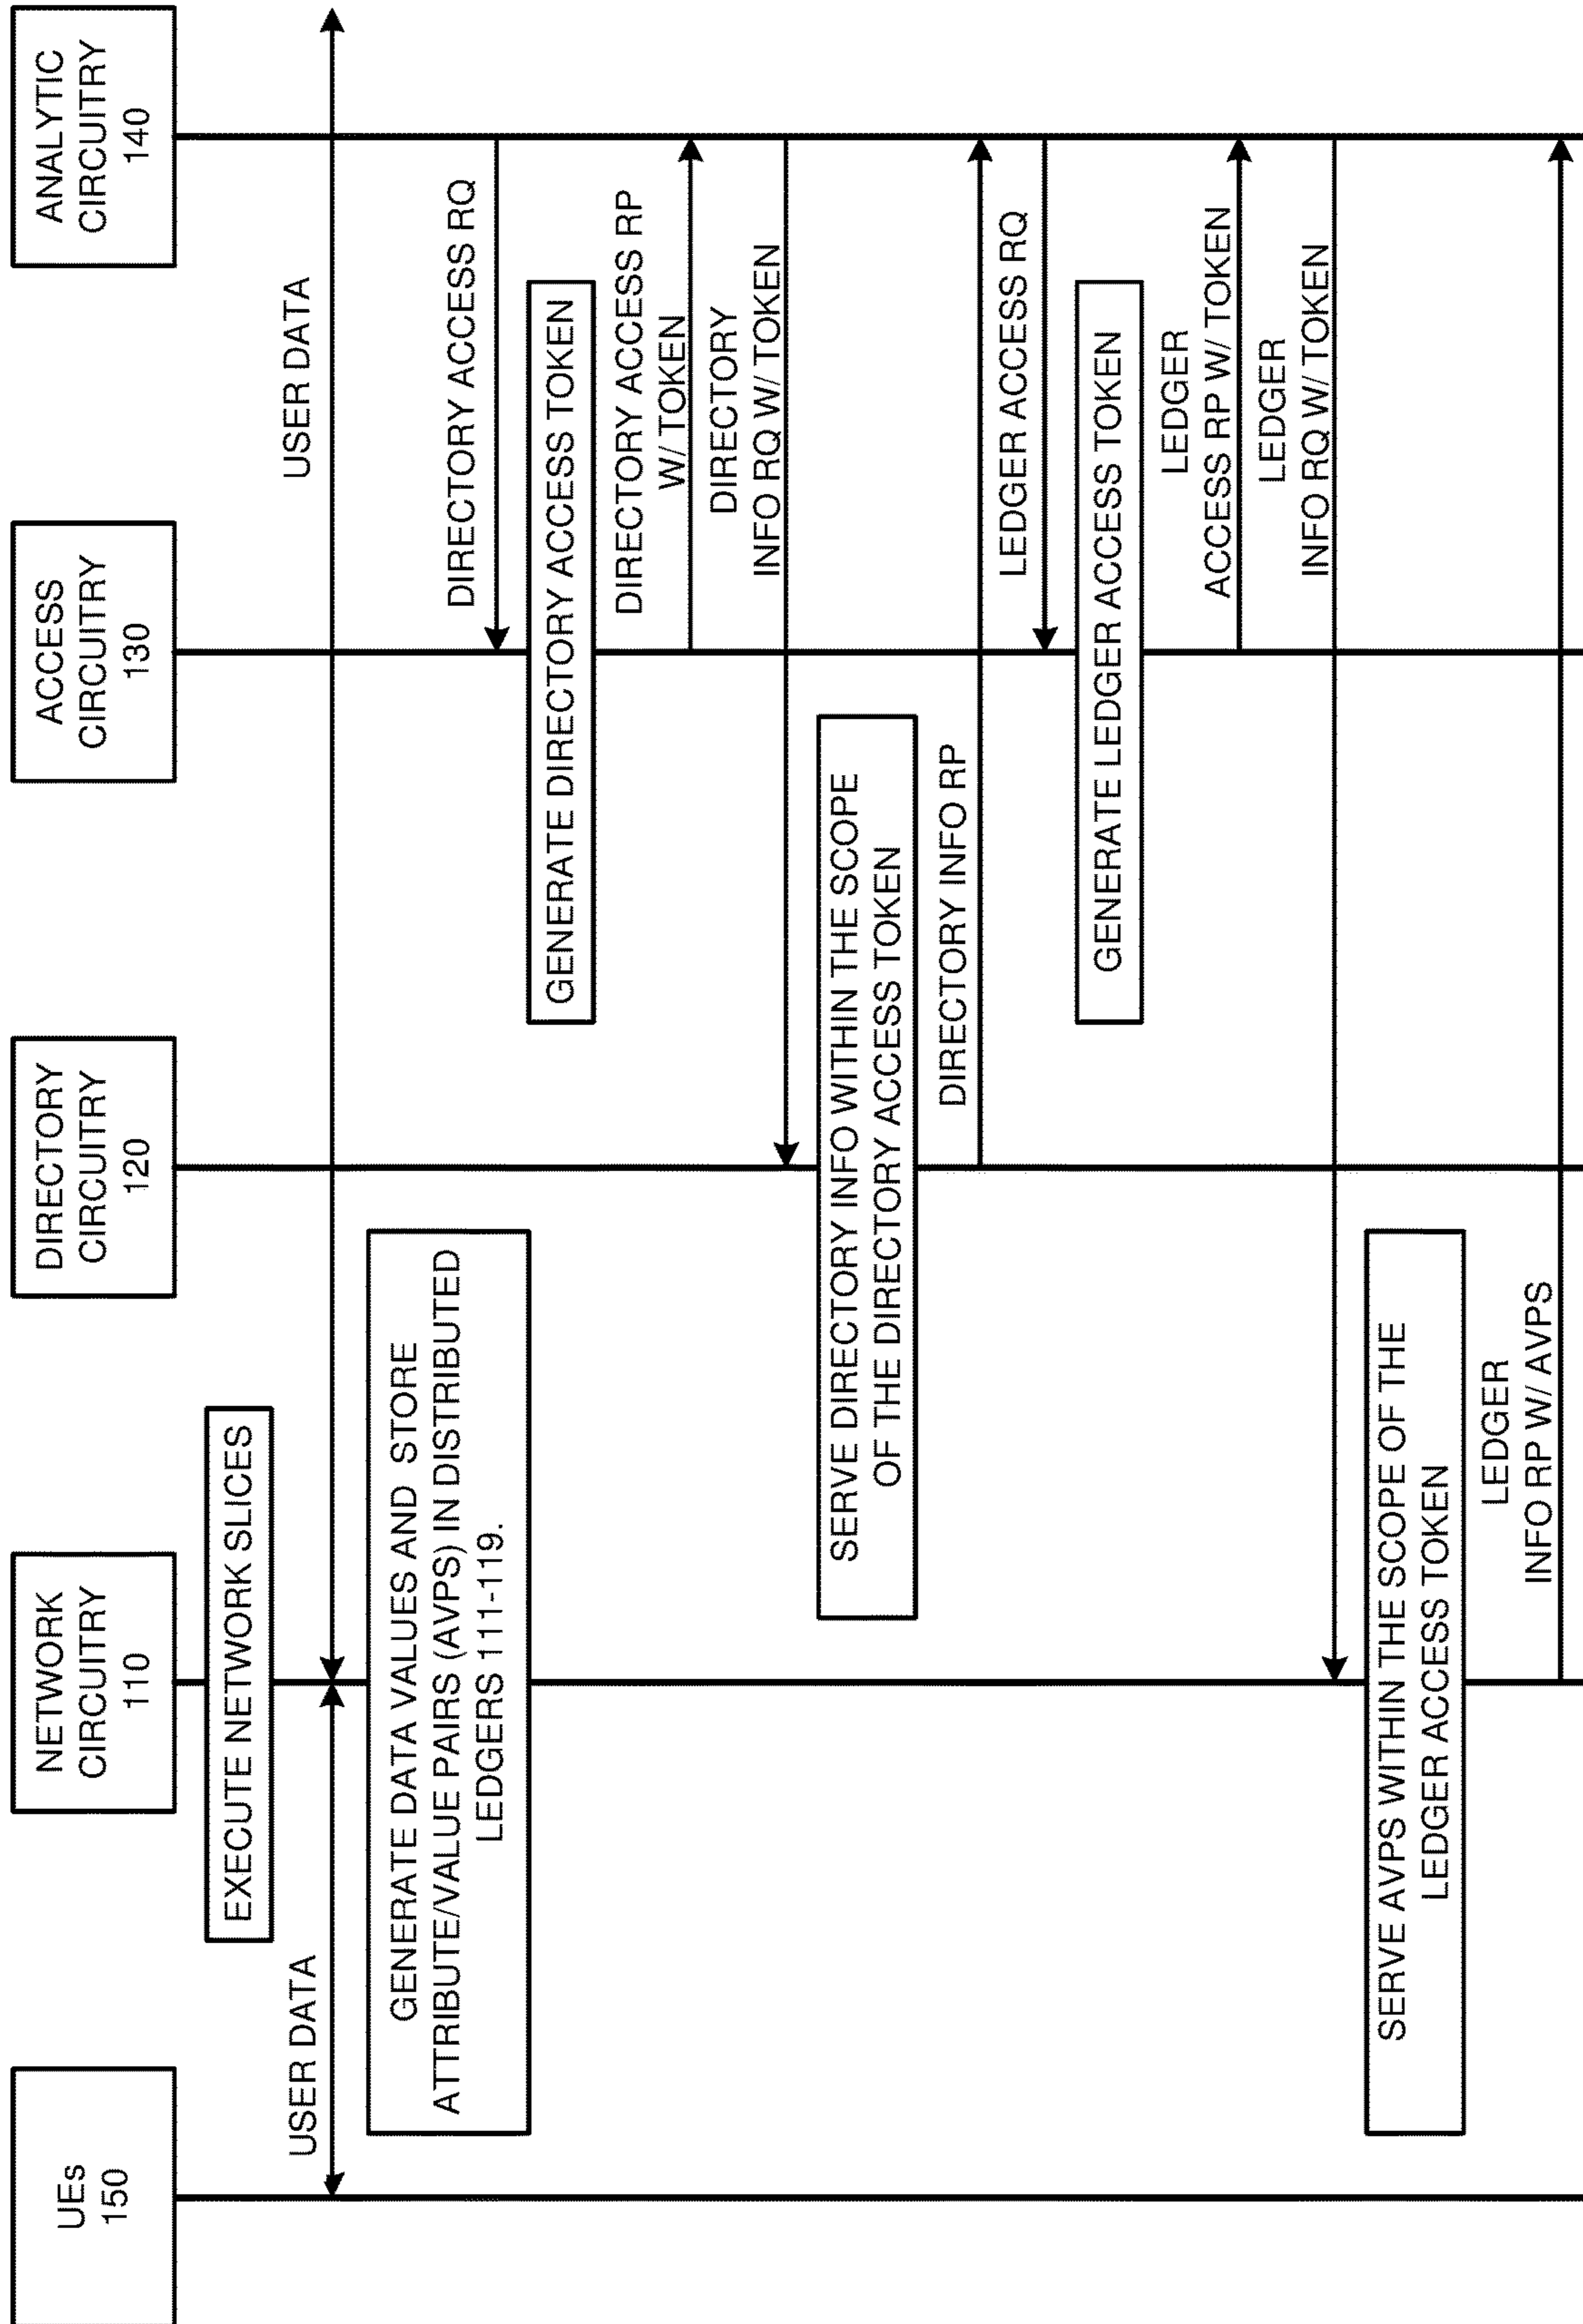 UEs
150
NETWORK
CIRCUITRY
110
DIRECTORY
CIRCUITRY
120
ACCESS
CIRCUITRY
130
ANALYTIC
CIRCUITRY
140
EXECUTE NETWORK SLICES
USER DATA
USER DATA
GENERATE DATA VALUES AND STORE
ATTRIBUTE/VALUE PAIRS (AVPS) IN DISTRIBUTED
LEDGERS 111-119.
DIRECTORY ACCESS RQ
GENERATE DIRECTORY ACCESS TOKEN
DIRECTORY ACCESS RP
W/ TOKEN
DIRECTORY
INFO RQ W/ TOKEN
SERVE DIRECTORY INFO WITHIN THE SCOPE
OF THE DIRECTORY ACCESS TOKEN
DIRECTORY INFO RP
LEDGER ACCESS RQ
GENERATE LEDGER ACCESS TOKEN
LEDGER
ACCESS RP W/ TOKEN
LEDGER
INFO RQ W/ TOKEN
SERVE AVPS WITHIN THE SCOPE OF THE
LEDGER ACCESS TOKEN
LEDGER
INFO RP W/ AVPS